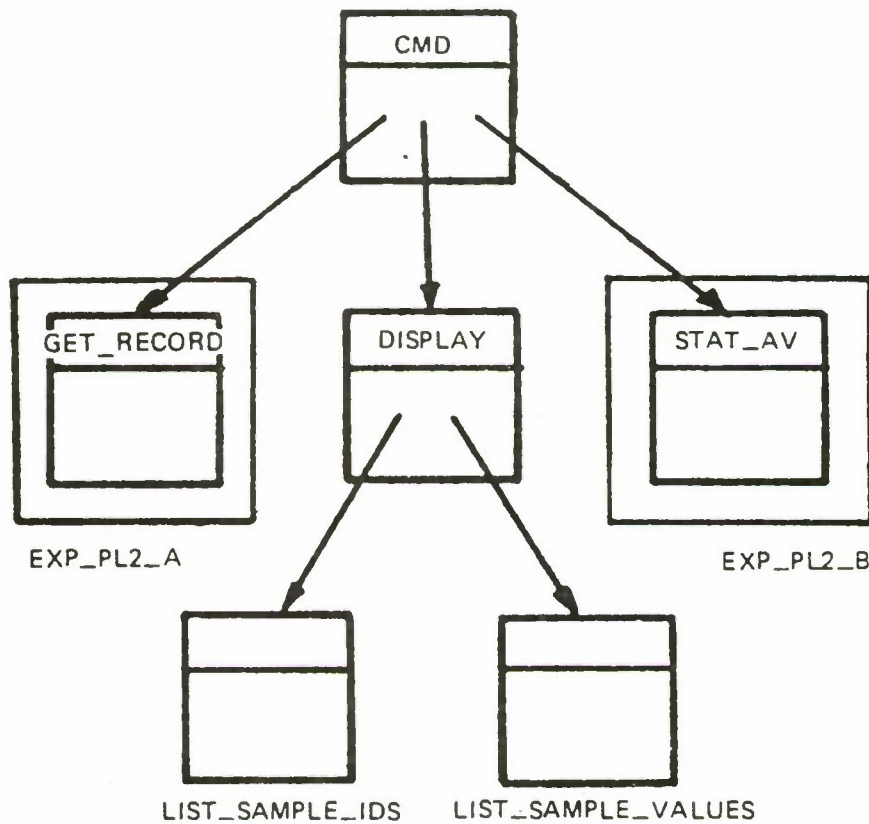 CMD
GET_RECORD
DISPLAY
STAT_AV
EXP_PL2_A
EXP_PL2_B
LIST_SAMPLE_IDS
LIST_SAMPLE_VALUES